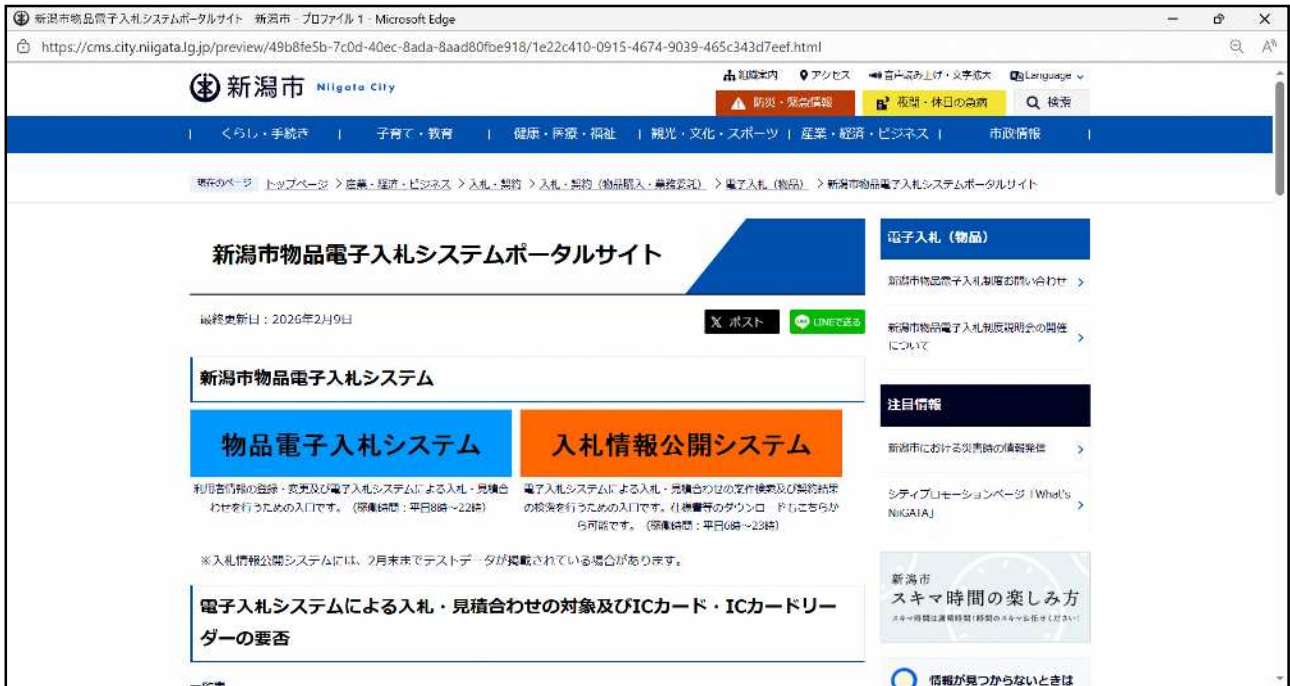 新潟市物品電子入札システムポータルサイト 新潟市 - プロファイル 1 - Microsoft Edge
https://cms.city.niigata.lg.jp/preview/49b8fe5b-7c0d-40ec-8ada-8aad80fbe918/1e22c410-0915-4674-9039-465c343d7eef.html
新潟市 Niigata City
組織案内 アクセス 音声読み上げ・文字拡大 Language
防災・緊急情報 夜間・休日の急病 検索
くらし・手続き 子育て・教育 健康・医療・福祉 観光・文化・スポーツ 産業・経済・ビジネス 市政情報
現在のページ トップページ > 産業・経済・ビジネス > 入札・契約 > 入札・契約（物品購入・業務委託） > 電子入札（物品） > 新潟市物品電子入札システムポータルサイト
新潟市物品電子入札システムポータルサイト
最終更新日：2026年2月9日
ポスト LINEで送る
新潟市物品電子入札システム
物品電子入札システム
利用者情報の登録・変更及び電子入札システムによる入札・見積合
わせを行うための入口です。（稼働時間：平日8時～22時）
入札情報公開システム
電子入札システムによる入札・見積合わせの案件検索及び契約結果
の検索を行うための入口です。仕様書等のダウンロードもこちらか
ら可能です。（稼働時間：平日6時～23時）
※入札情報公開システムには、2月末までテストデータが掲載されている場合があります。
電子入札システムによる入札・見積合わせの対象及びICカード・ICカードリー
ダーの要否
電子入札（物品）
新潟市物品電子入札制度お問い合わせ
新潟市物品電子入札制度説明会の開催
について
注目情報
新潟市における災害時の情報発信
シティプロモーションページ「What's
NIIGATA」
新潟市
スキマ時間の楽しみ方
情報が見つからないときは